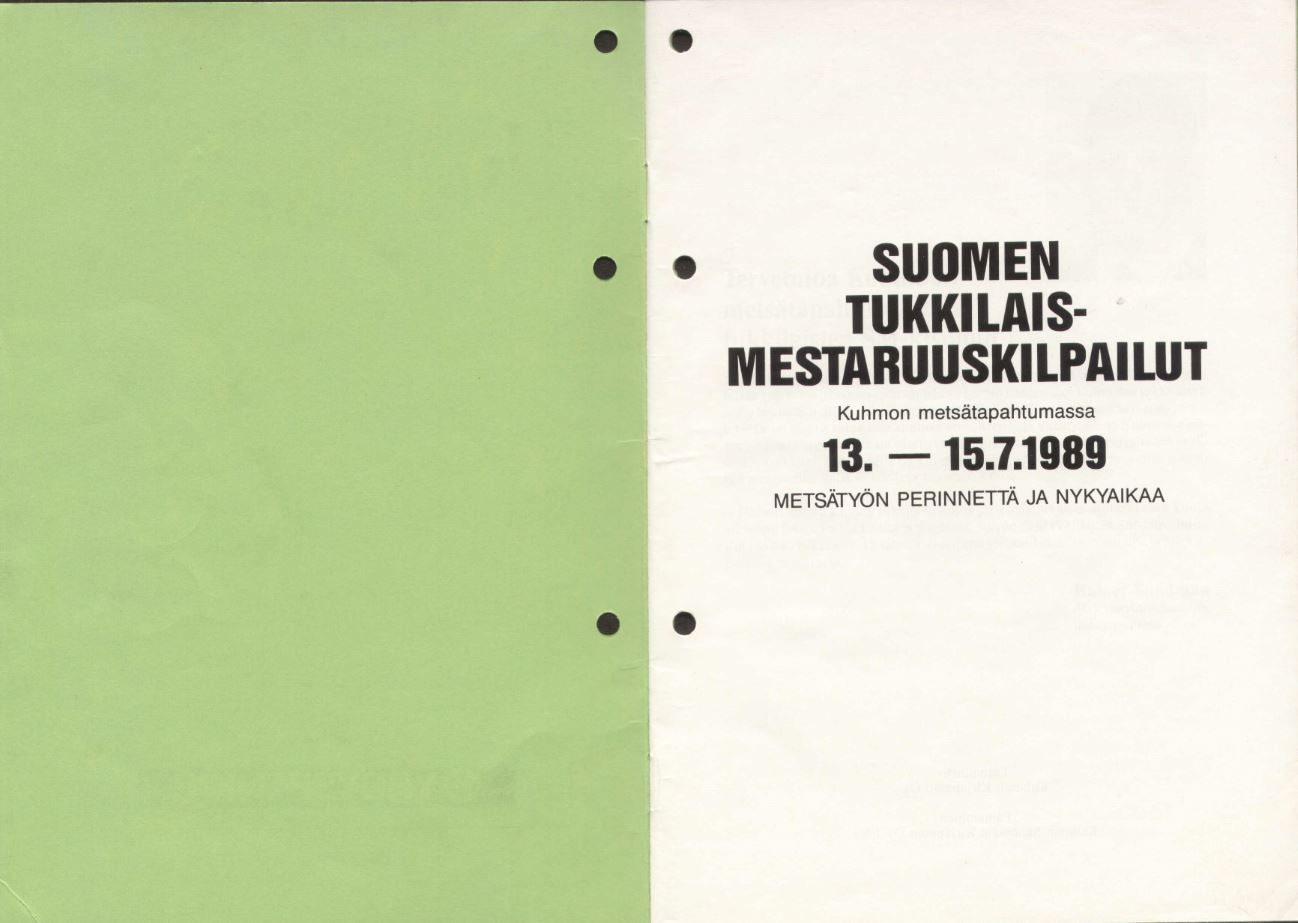 SUOMEN
TUKKILAIS-
MESTARUUSKILPAILUT
Kuhmon metsätapahtumassa
13. — 15.7.1989
METSÄTYÖN PERINNETTÄ JA NYKYAIKAA